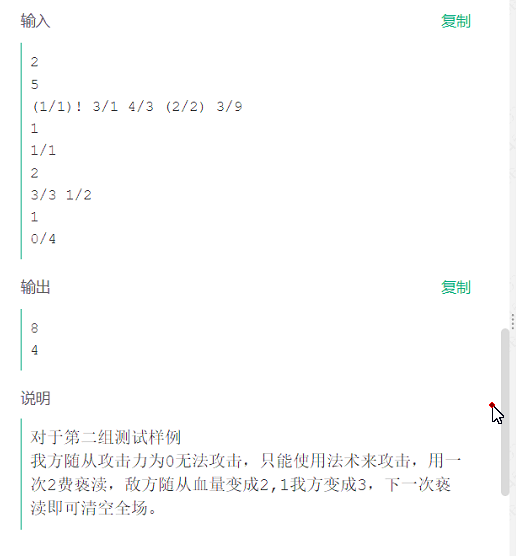 输入 复制
2
5
(1/1)! 3/1 4/3 (2/2) 3/9
1
1/1
2
3/3 1/2
1
0/4
输出 复制
8
4
说明
对于第二组测试样例
我方随从攻击力为0无法攻击，只能使用法术来攻击，用一
次2费亵渎，敌方随从血量变成2,1我方变成3，下一次亵
渎即可清空全场。